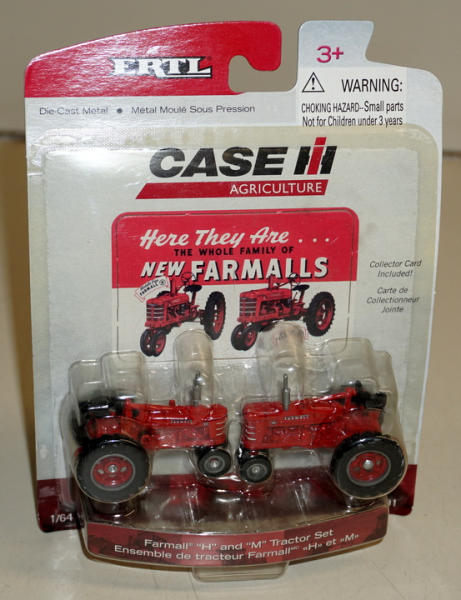 ERTL
3+
Die-Cast Metal • Métal Moulé Sous Pression
WARNING:
CHOKING HAZARD--Small parts
Not for Children under 3 years
CASE IH
AGRICULTURE
Here They Are . . .
THE WHOLE FAMILY OF
NEW FARMALLS
Collector Card
Included!
Carte de
Collectionneur
Jointe
FARMALL
FARMALL
1/64
Farmall® "H" and "M" Tractor Set
Ensemble de tracteur Farmall®: «H» et «M»